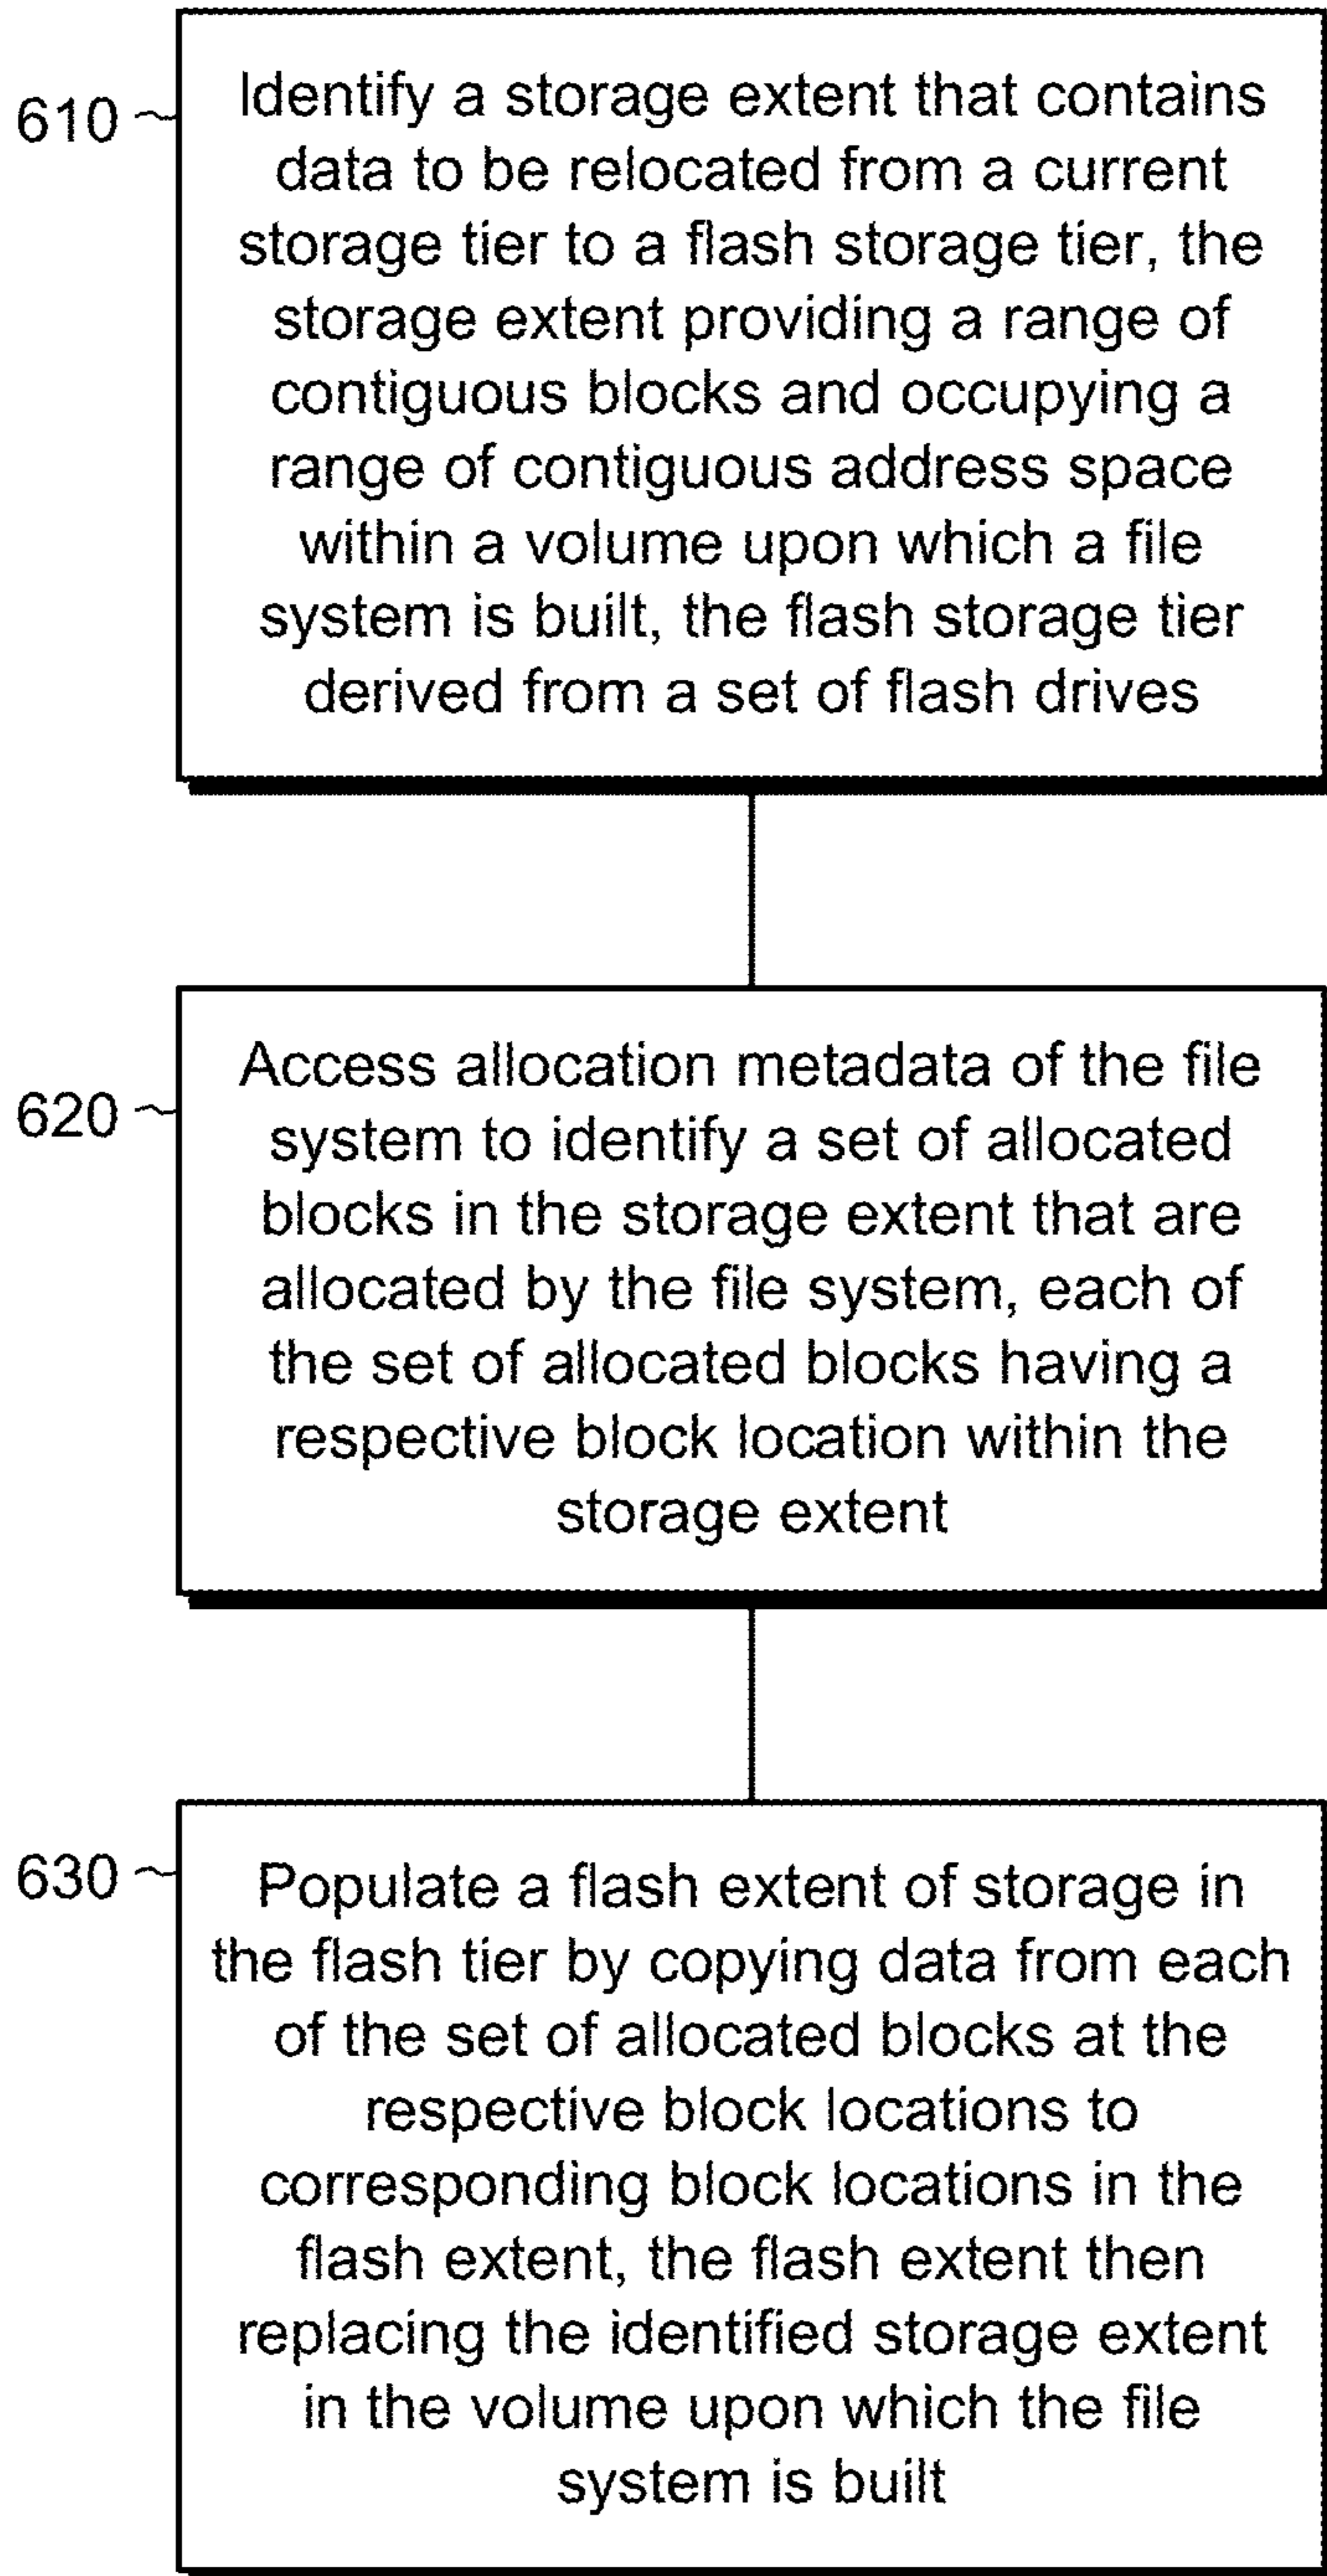 610
Identify a storage extent that contains
data to be relocated from a current
storage tier to a flash storage tier, the
storage extent providing a range of
contiguous blocks and occupying a
range of contiguous address space
within a volume upon which a file
system is built, the flash storage tier
derived from a set of flash drives
620
Access allocation metadata of the file
system to identify a set of allocated
blocks in the storage extent that are
allocated by the file system, each of
the set of allocated blocks having a
respective block location within the
storage extent
630
Populate a flash extent of storage in
the flash tier by copying data from each
of the set of allocated blocks at the
respective block locations to
corresponding block locations in the
flash extent, the flash extent then
replacing the identified storage extent
in the volume upon which the file
system is built